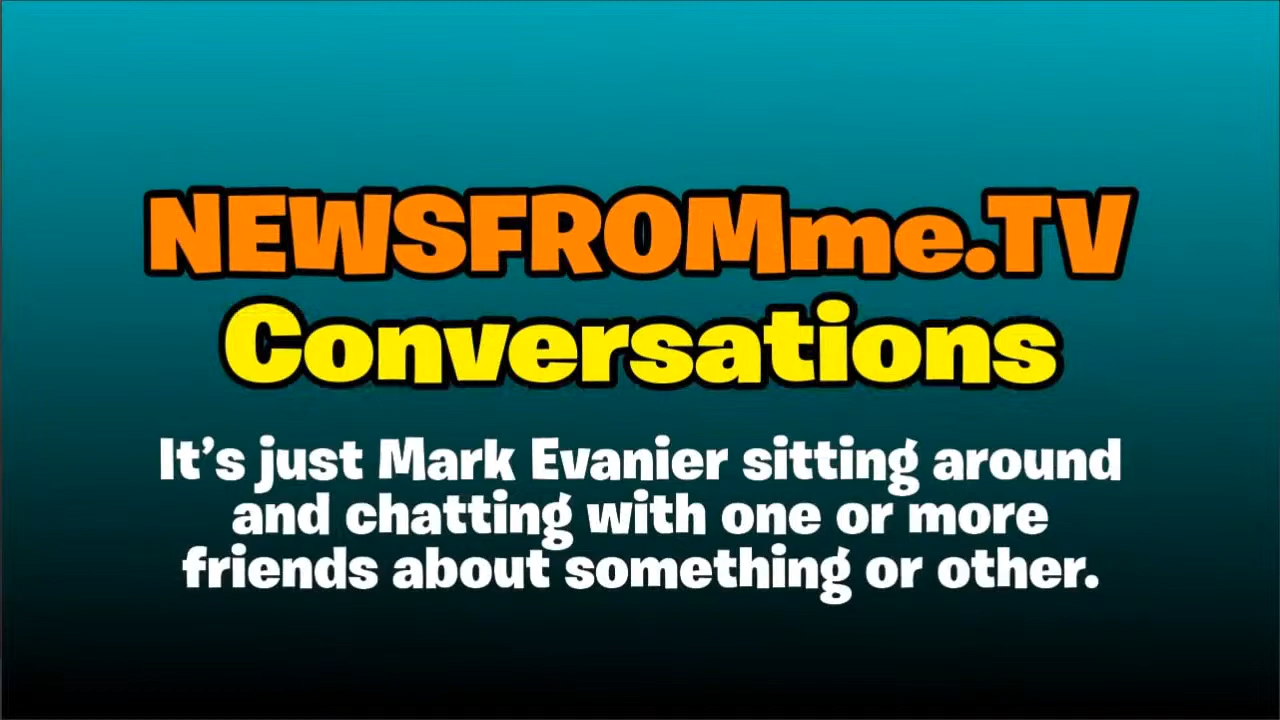 NEWSFROMme.TV
Conversations
It’s just Mark Evanier sitting around
and chatting with one or more
friends about something or other.